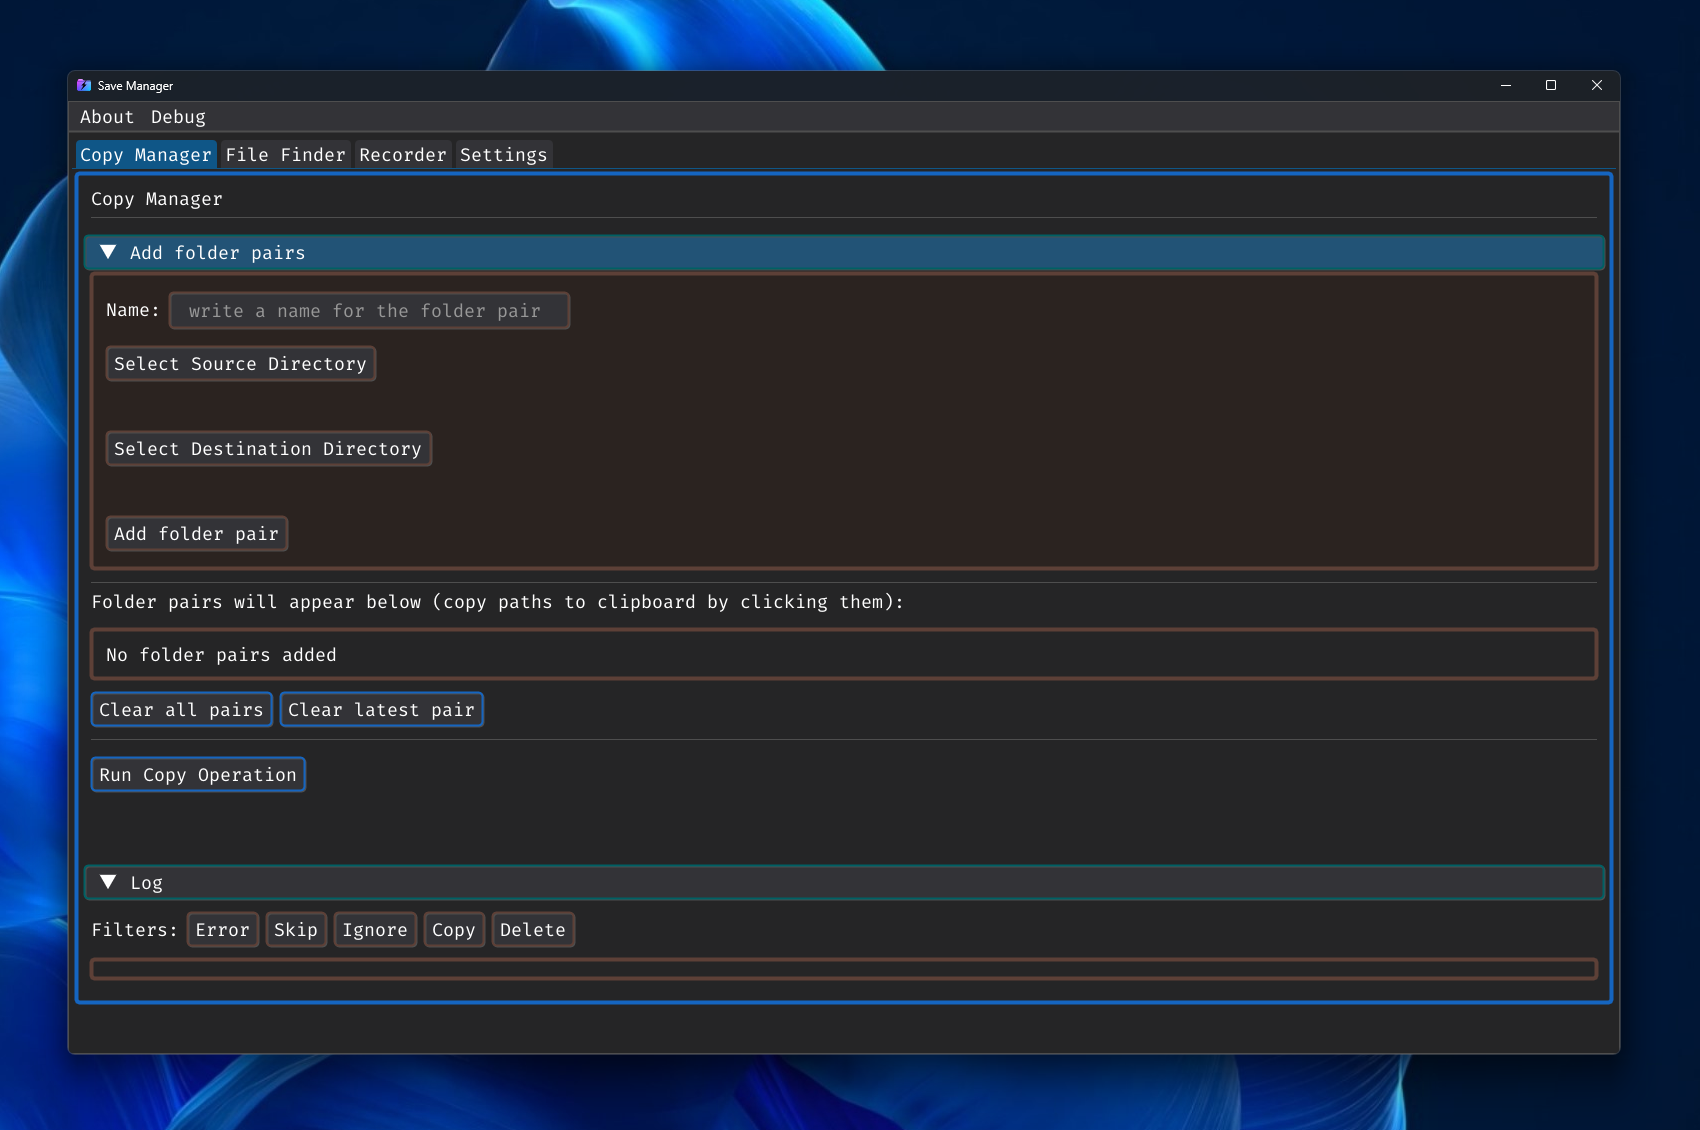 Save Manager
About Debug
Copy Manager File Finder Recorder Settings
Copy Manager
▼ Add folder pairs
Name: write a name for the folder pair
Select Source Directory
Select Destination Directory
Add folder pair
Folder pairs will appear below (copy paths to clipboard by clicking them):
No folder pairs added
Clear all pairs Clear latest pair
Run Copy Operation
▼ Log
Filters: Error Skip Ignore Copy Delete